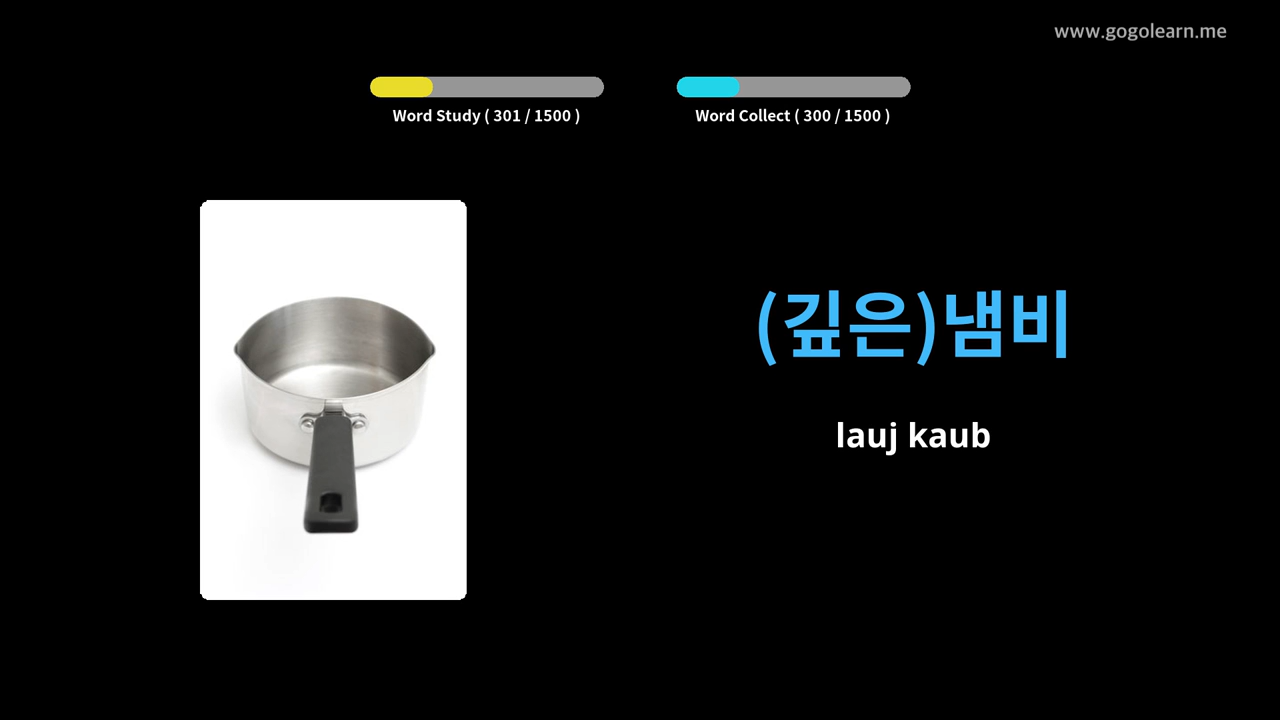 www.gogolearn.me
Word Study ( 301 / 1500 )
Word Collect ( 300 / 1500 )
(깊은)냄비
lauj kaub